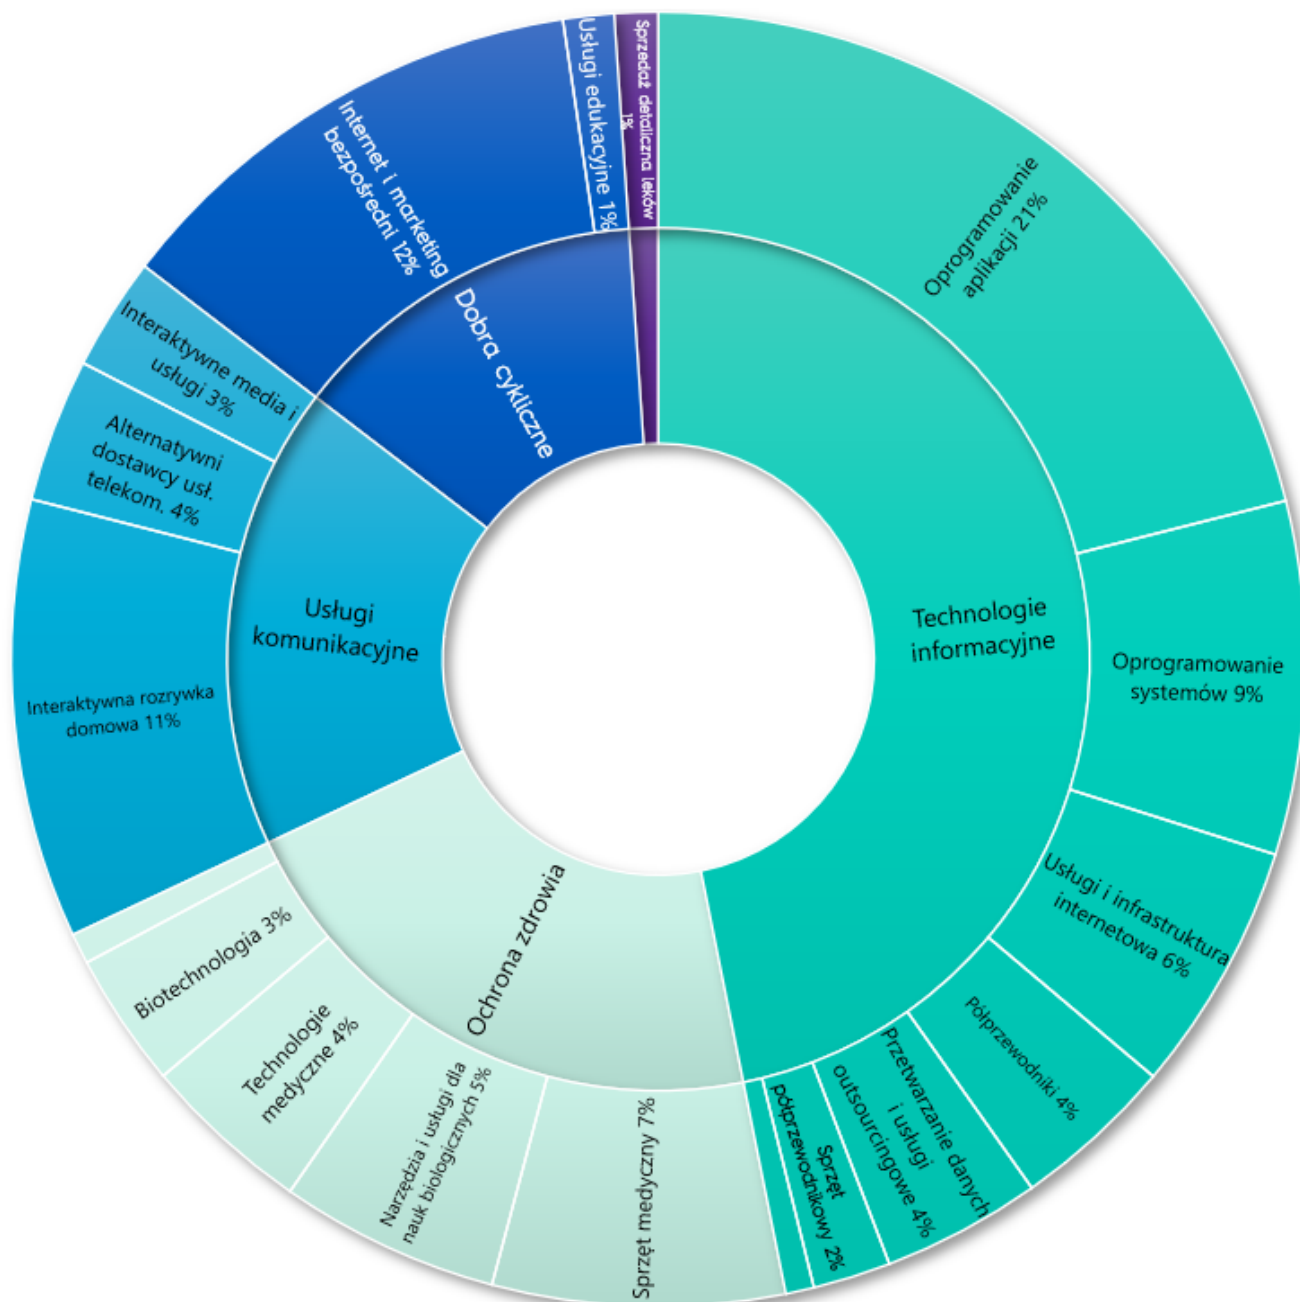 Sprzedaż detaliczna leków
1%
Oprogramowanie
aplikacji 21%
Oprogramowanie
systemów 9%
Usługi i infrastruktura
internetowa 6%
Półprzewodniki 4%
Przetwarzanie danych
i usługi
outsourcingowe 4%
Sprzęt
półprzewodnikowy 2%
Technologie
informacyjne
Sprzęt medyczny 7%
Narzędzia i usługi dla
nauk biologicznych 5%
Technologie
medyczne 4%
Biotechnologia 3%
Ochrona zdrowia
Interaktywna rozrywka
domowa 11%
Alternatywni
dostawcy usł.
telekom. 4%
Interaktywne media i
usługi 3%
Usługi
komunikacyjne
Internet i marketing
bezpośredni 12%
Usługi edukacyjne 1%
Dobra cykliczne